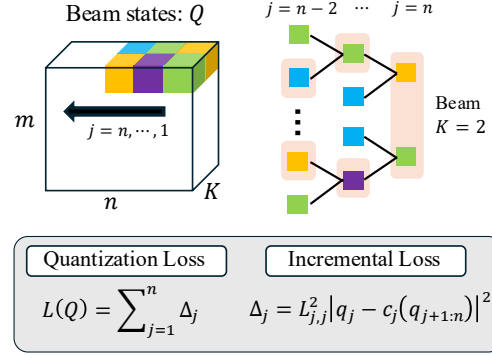 Beam states: Q
j = n − 2 ⋯ j = n
m
j = n, ⋯ , 1
n
K
Beam
K = 2
Quantization Loss
Incremental Loss
L(Q) = ∑_{j=1}^{n} Δ_j
Δ_j = L_{j,j}^2 |q_j − c_j(q_{j+1:n})|^2